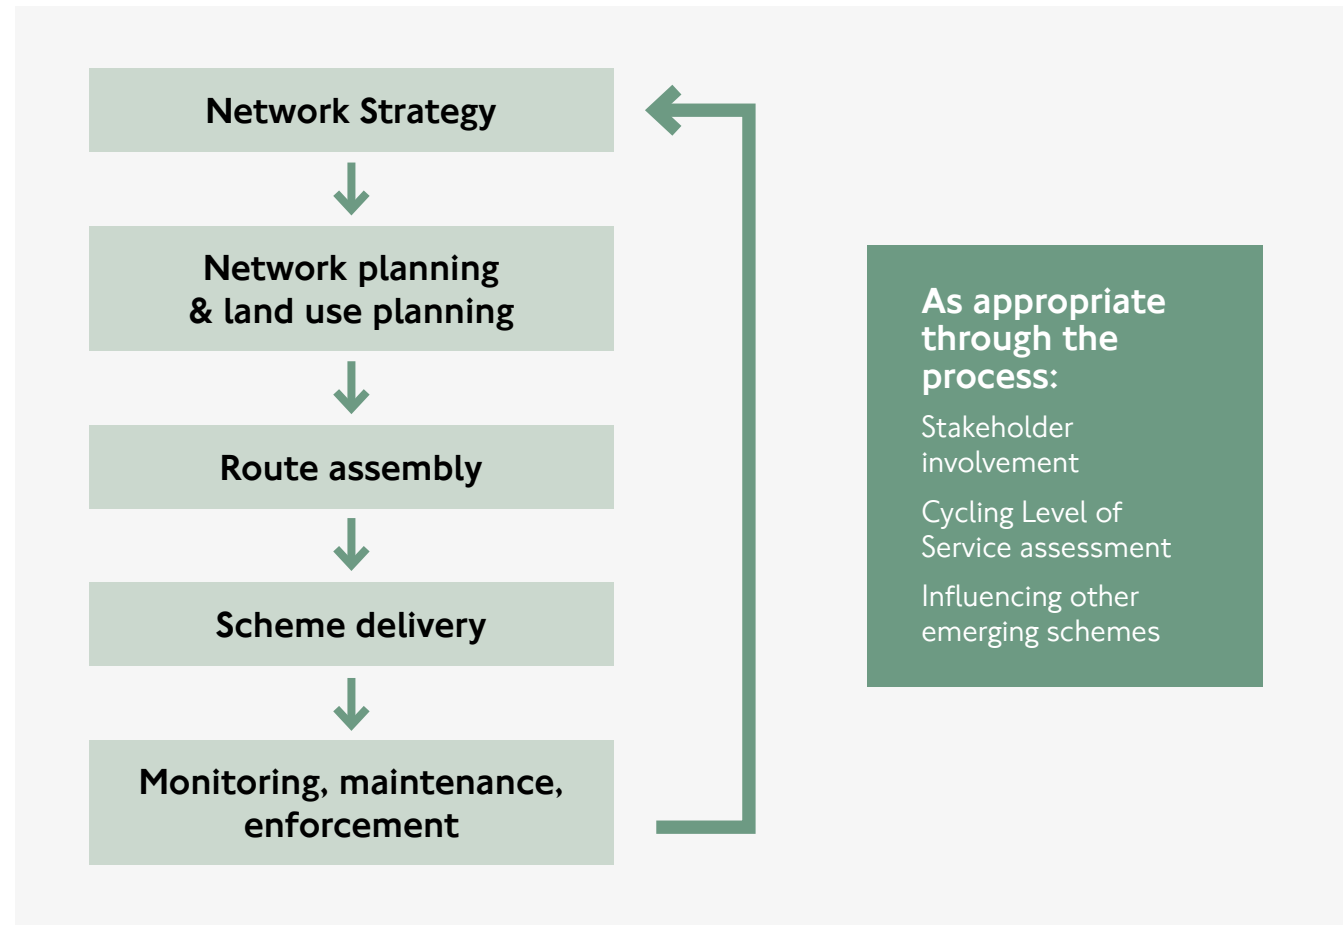 Network Strategy
Network planning
& land use planning
Route assembly
Scheme delivery
Monitoring, maintenance,
enforcement
As appropriate
through the
process:
Stakeholder
involvement
Cycling Level of
Service assessment
Influencing other
emerging schemes